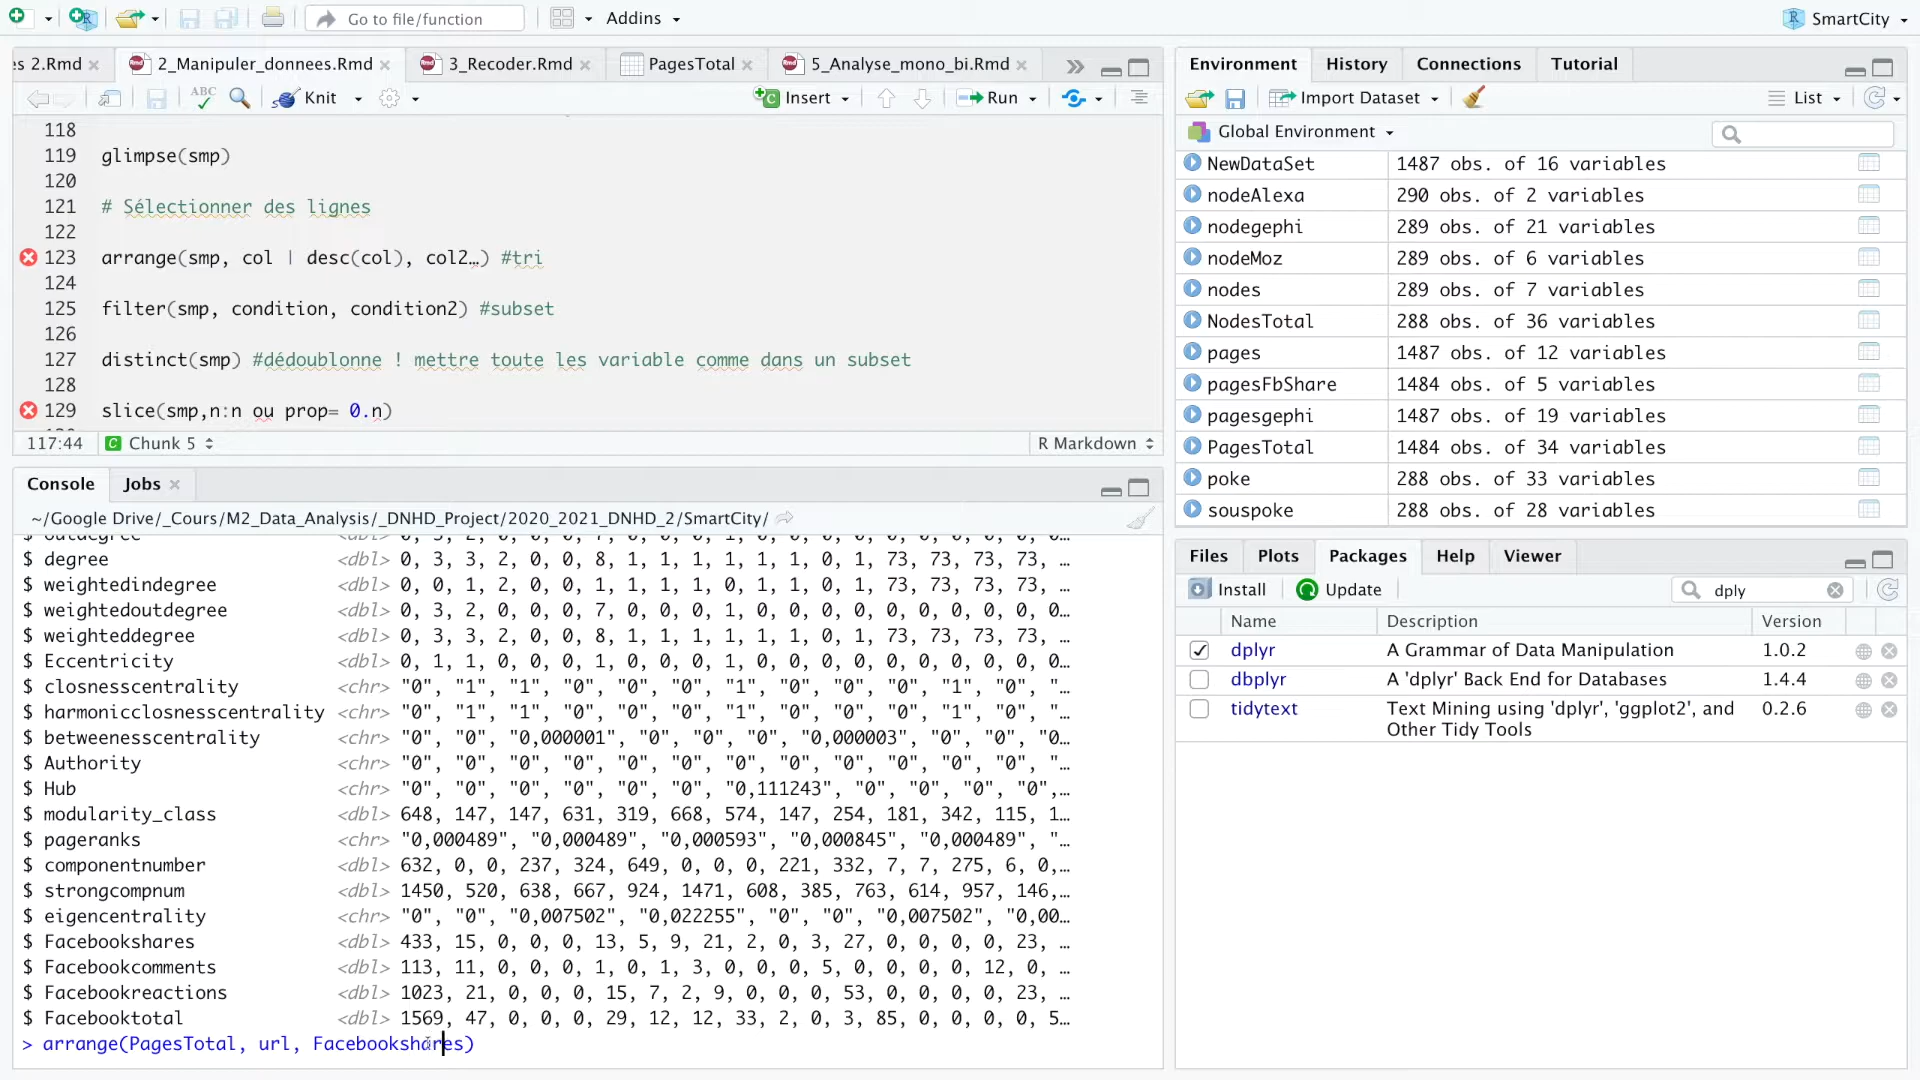 Go to file/function
Addins
SmartCity
es 2.Rmd
2_Manipuler_donnees.Rmd
3_Recoder.Rmd
PagesTotal
5_Analyse_mono_bi.Rmd
ABC
Knit
Insert
Run
118
119 glimpse(smp)
120
121 # Sélectionner des lignes
122
123 arrange(smp, col | desc(col), col2…) #tri
124
125 filter(smp, condition, condition2) #subset
126
127 distinct(smp) #dédoublonne ! mettre toute les variable comme dans un subset
128
129 slice(smp,n:n ou prop= 0.n)
117:44 Chunk 5 R Markdown
Console Jobs
~/Google Drive/_Cours/M2_Data_Analysis/_DNHD_Project/2020_2021_DNHD_2/SmartCity/
$ outdegree <dbl> 0, 3, 2, 0, 0, 0, 7, 0, 0, 0, 1, 0, 0, 0, 0, 0, 0, 0, 0, 0…
$ degree <dbl> 0, 3, 3, 2, 0, 0, 8, 1, 1, 1, 1, 1, 1, 0, 1, 73, 73, 73, 73, …
$ weightedindegree <dbl> 0, 0, 1, 2, 0, 0, 1, 1, 1, 1, 0, 1, 1, 0, 1, 73, 73, 73, 73, …
$ weightedoutdegree <dbl> 0, 3, 2, 0, 0, 0, 7, 0, 0, 0, 1, 0, 0, 0, 0, 0, 0, 0, 0, 0, 0…
$ weighteddegree <dbl> 0, 3, 3, 2, 0, 0, 8, 1, 1, 1, 1, 1, 1, 0, 1, 73, 73, 73, 73, …
$ Eccentricity <dbl> 0, 1, 1, 0, 0, 0, 1, 0, 0, 0, 1, 0, 0, 0, 0, 0, 0, 0, 0, 0, 0…
$ closnesscentrality <chr> "0", "1", "1", "0", "0", "0", "1", "0", "0", "0", "1", "0", "…
$ harmonicclosnesscentrality <chr> "0", "1", "1", "0", "0", "0", "1", "0", "0", "0", "1", "0", "…
$ betweenesscentrality <chr> "0", "0", "0,000001", "0", "0", "0", "0,000003", "0", "0", "0…
$ Authority <chr> "0", "0", "0", "0", "0", "0", "0", "0", "0", "0", "0", "0", "…
$ Hub <chr> "0", "0", "0", "0", "0", "0", "0,111243", "0", "0", "0", "0",…
$ modularity_class <dbl> 648, 147, 147, 631, 319, 668, 574, 147, 254, 181, 342, 115, 1…
$ pageranks <chr> "0,000489", "0,000489", "0,000593", "0,000845", "0,000489", "…
$ componentnumber <dbl> 632, 0, 0, 237, 324, 649, 0, 0, 0, 221, 332, 7, 7, 275, 6, 0,…
$ strongcompnum <dbl> 1450, 520, 638, 667, 924, 1471, 608, 385, 763, 614, 957, 146,…
$ eigencentrality <chr> "0", "0", "0,007502", "0,022255", "0", "0", "0,007502", "0,00…
$ Facebookshares <dbl> 433, 15, 0, 0, 0, 13, 5, 9, 21, 2, 0, 3, 27, 0, 0, 0, 0, 23, …
$ Facebookcomments <dbl> 113, 11, 0, 0, 0, 1, 0, 1, 3, 0, 0, 0, 5, 0, 0, 0, 0, 12, 0, …
$ Facebookreactions <dbl> 1023, 21, 0, 0, 0, 15, 7, 2, 9, 0, 0, 0, 53, 0, 0, 0, 0, 23, …
$ Facebooktotal <dbl> 1569, 47, 0, 0, 0, 29, 12, 12, 33, 2, 0, 3, 85, 0, 0, 0, 0, 5…
> arrange(PagesTotal, url, Facebookshares)
Environment History Connections Tutorial
Import Dataset List
Global Environment
NewDataSet 1487 obs. of 16 variables
nodeAlexa 290 obs. of 2 variables
nodegephi 289 obs. of 21 variables
nodeMoz 289 obs. of 6 variables
nodes 289 obs. of 7 variables
NodesTotal 288 obs. of 36 variables
pages 1487 obs. of 12 variables
pagesFbShare 1484 obs. of 5 variables
pagesgephi 1487 obs. of 19 variables
PagesTotal 1484 obs. of 34 variables
poke 288 obs. of 33 variables
souspoke 288 obs. of 28 variables
Files Plots Packages Help Viewer
Install Update dply
Name Description Version
dplyr A Grammar of Data Manipulation 1.0.2
dbplyr A 'dplyr' Back End for Databases 1.4.4
tidytext Text Mining using 'dplyr', 'ggplot2', and 0.2.6
Other Tidy Tools